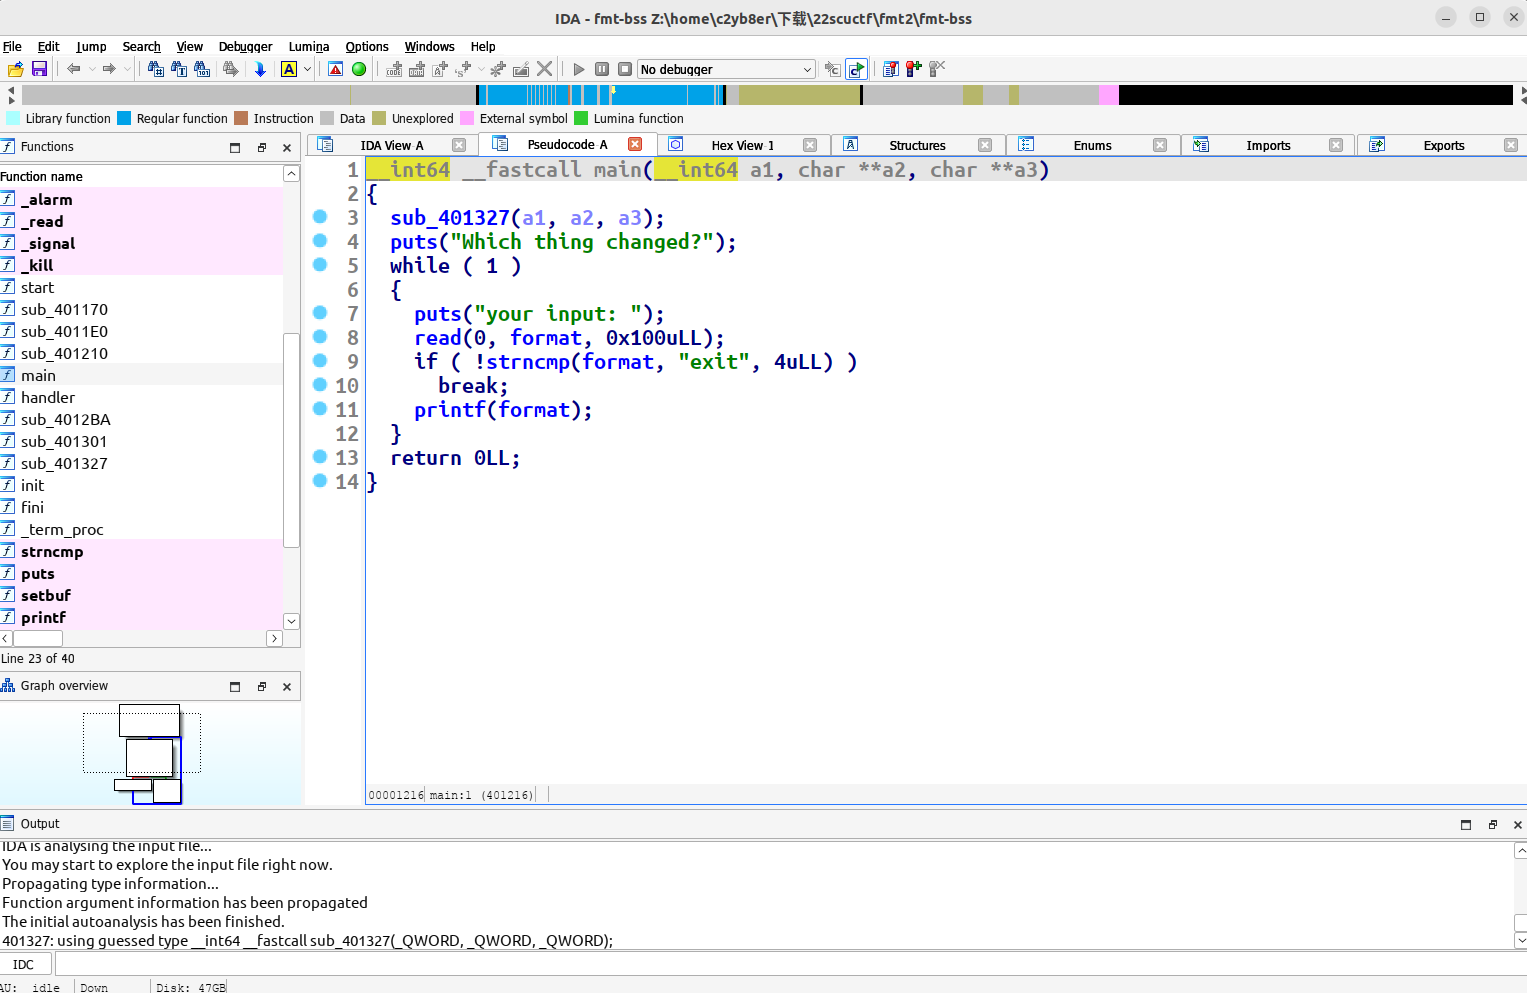 IDA - fmt-bss Z:\home\c2yb8er\下载\22scuctf\fmt2\fmt-bss
File Edit Jump Search View Debugger Lumina Options Windows Help
No debugger
Library function Regular function Instruction Data Unexplored External symbol Lumina function
Functions
IDA View-A Pseudocode-A Hex View-1 Structures Enums Imports Exports
Function name
_alarm
_read
_signal
_kill
start
sub_401170
sub_4011E0
sub_401210
main
handler
sub_4012BA
sub_401301
sub_401327
init
fini
_term_proc
strncmp
puts
setbuf
printf
Line 23 of 40
Graph overview
1 __int64 __fastcall main(__int64 a1, char **a2, char **a3)
2 {
3 sub_401327(a1, a2, a3);
4 puts("Which thing changed?");
5 while ( 1 )
6 {
7 puts("your input: ");
8 read(0, format, 0x100uLL);
9 if ( !strncmp(format, "exit", 4uLL) )
10 break;
11 printf(format);
12 }
13 return 0LL;
14 }
00001216 main:1 (401216)
Output
IDA is analysing the input file...
You may start to explore the input file right now.
Propagating type information...
Function argument information has been propagated
The initial autoanalysis has been finished.
401327: using guessed type __int64 __fastcall sub_401327(_QWORD, _QWORD, _QWORD);
IDC
AU: idle Down Disk: 47GB